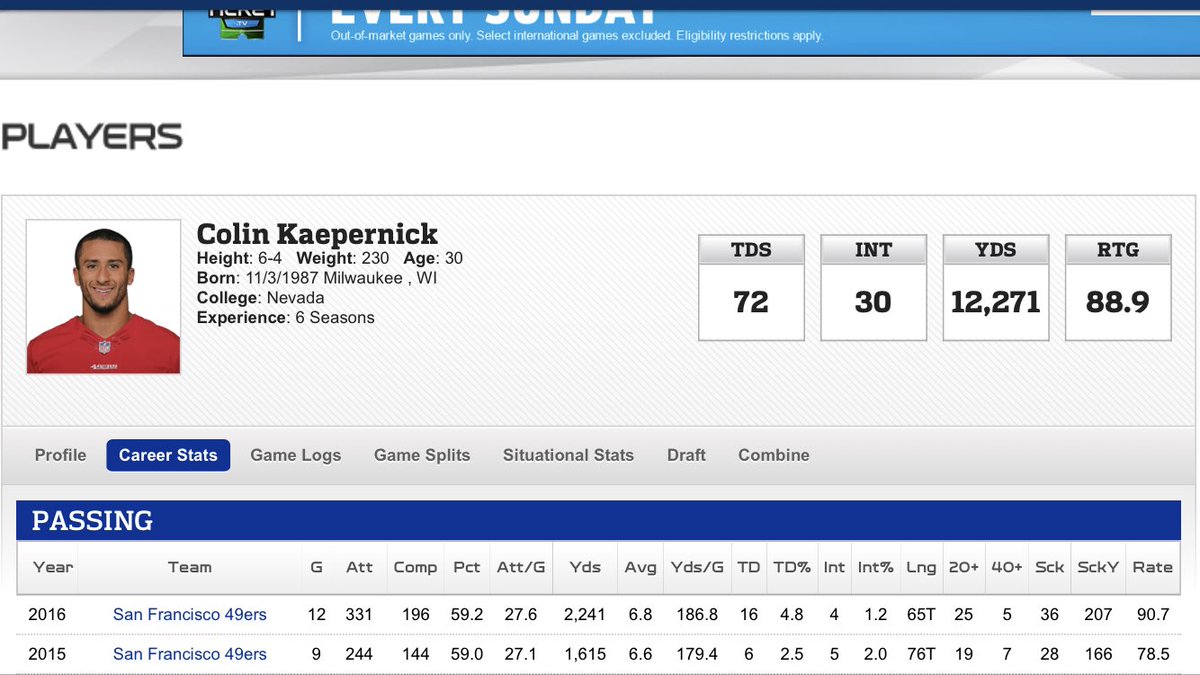 TICKET
.TV
EVERY SUNDAY
Out-of-market games only. Select international games excluded. Eligibility restrictions apply.
PLAYERS
Colin Kaepernick
Height: 6-4 Weight: 230 Age: 30
Born: 11/3/1987 Milwaukee , WI
College: Nevada
Experience: 6 Seasons
TDS INT YDS RTG
72 30 12,271 88.9
49ERS
Profile Career Stats Game Logs Game Splits Situational Stats Draft Combine
PASSING
Year Team G Att Comp Pct Att/G Yds Avg Yds/G TD TD% Int Int% Lng 20+ 40+ Sck SckY Rate
2016 San Francisco 49ers 12 331 196 59.2 27.6 2,241 6.8 186.8 16 4.8 4 1.2 65T 25 5 36 207 90.7
2015 San Francisco 49ers 9 244 144 59.0 27.1 1,615 6.6 179.4 6 2.5 5 2.0 76T 19 7 28 166 78.5